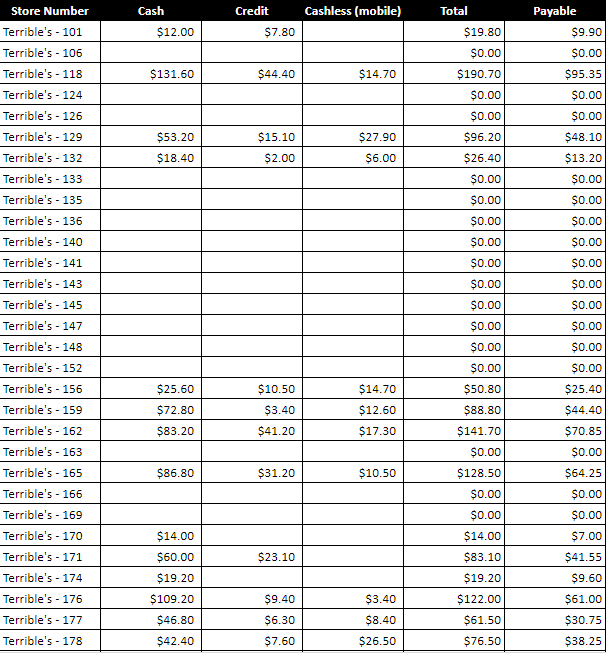 Store Number Cash Credit Cashless (mobile) Total Payable
Terrible's - 101 $12.00 $7.80 $19.80 $9.90
Terrible's - 106 $0.00 $0.00
Terrible's - 118 $131.60 $44.40 $14.70 $190.70 $95.35
Terrible's - 124 $0.00 $0.00
Terrible's - 126 $0.00 $0.00
Terrible's - 129 $53.20 $15.10 $27.90 $96.20 $48.10
Terrible's - 132 $18.40 $2.00 $6.00 $26.40 $13.20
Terrible's - 133 $0.00 $0.00
Terrible's - 135 $0.00 $0.00
Terrible's - 136 $0.00 $0.00
Terrible's - 140 $0.00 $0.00
Terrible's - 141 $0.00 $0.00
Terrible's - 143 $0.00 $0.00
Terrible's - 145 $0.00 $0.00
Terrible's - 147 $0.00 $0.00
Terrible's - 148 $0.00 $0.00
Terrible's - 152 $0.00 $0.00
Terrible's - 156 $25.60 $10.50 $14.70 $50.80 $25.40
Terrible's - 159 $72.80 $3.40 $12.60 $88.80 $44.40
Terrible's - 162 $83.20 $41.20 $17.30 $141.70 $70.85
Terrible's - 163 $0.00 $0.00
Terrible's - 165 $86.80 $31.20 $10.50 $128.50 $64.25
Terrible's - 166 $0.00 $0.00
Terrible's - 169 $0.00 $0.00
Terrible's - 170 $14.00 $14.00 $7.00
Terrible's - 171 $60.00 $23.10 $83.10 $41.55
Terrible's - 174 $19.20 $19.20 $9.60
Terrible's - 176 $109.20 $9.40 $3.40 $122.00 $61.00
Terrible's - 177 $46.80 $6.30 $8.40 $61.50 $30.75
Terrible's - 178 $42.40 $7.60 $26.50 $76.50 $38.25